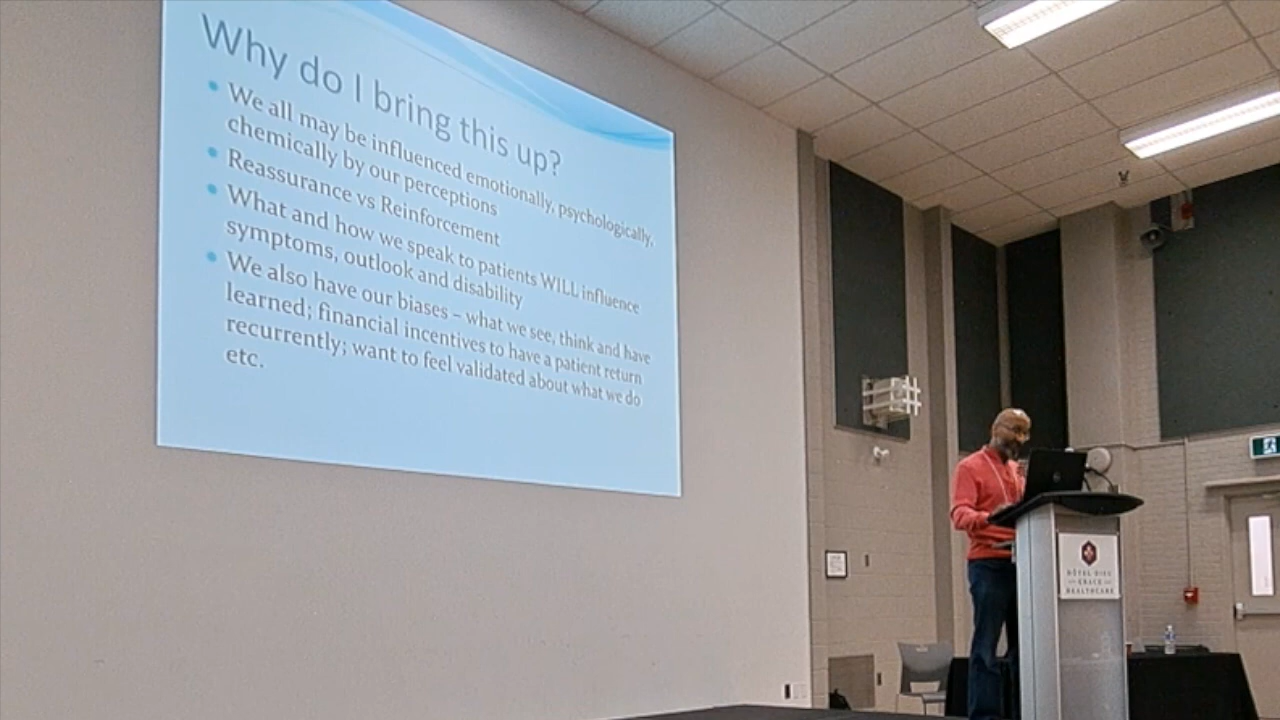 Why do I bring this up?
We all may be influenced emotionally, psychologically,
chemically by our perceptions
Reassurance vs Reinforcement
What and how we speak to patients WILL influence
symptoms, outlook and disability
We also have our biases – what we see, think and have
learned; financial incentives to have a patient return
recurrently; want to feel validated about what we do
etc.
HÔTEL-DIEU
GRACE
HEALTHCARE